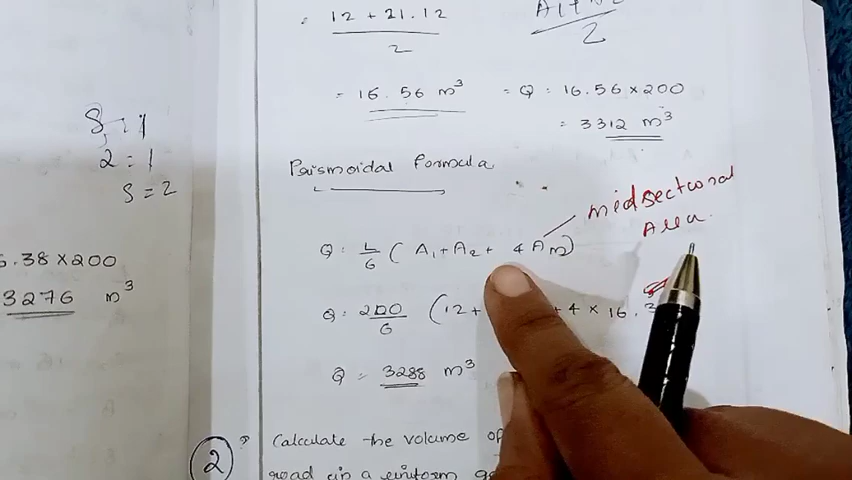 S : 1
2 = 1
S = 2
6.38 × 200
3276 m³
= 12 + 21.12
2
= 16.56 m³
2
= Q = 16.56 × 200
= 3312 m³
Prismoidal formula
midsectional
Area
Q = L/6 ( A1 + A2 + 4 Am )
Q = 200/6 ( 12 + + 4 × 16.3
Q = 3288 m³
2 Calculate the volume of
road in a uniform